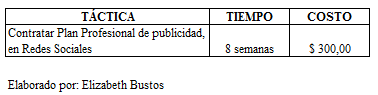 TÁCTICA TIEMPO COSTO
Contratar Plan Profesional de publicidad,
en Redes Sociales 8 semanas $ 300,00
Elaborado por: Elizabeth Bustos